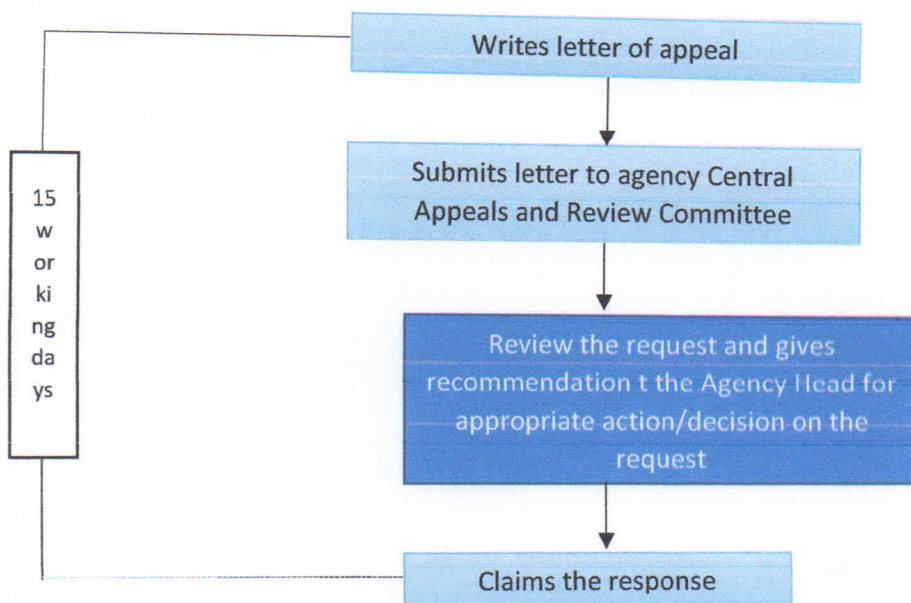 Writes letter of appeal
Submits letter to agency Central
Appeals and Review Committee
15
w
or
ki
ng
da
ys
Review the request and gives
recommendation t the Agency Head for
appropriate action/decision on the
request
Claims the response